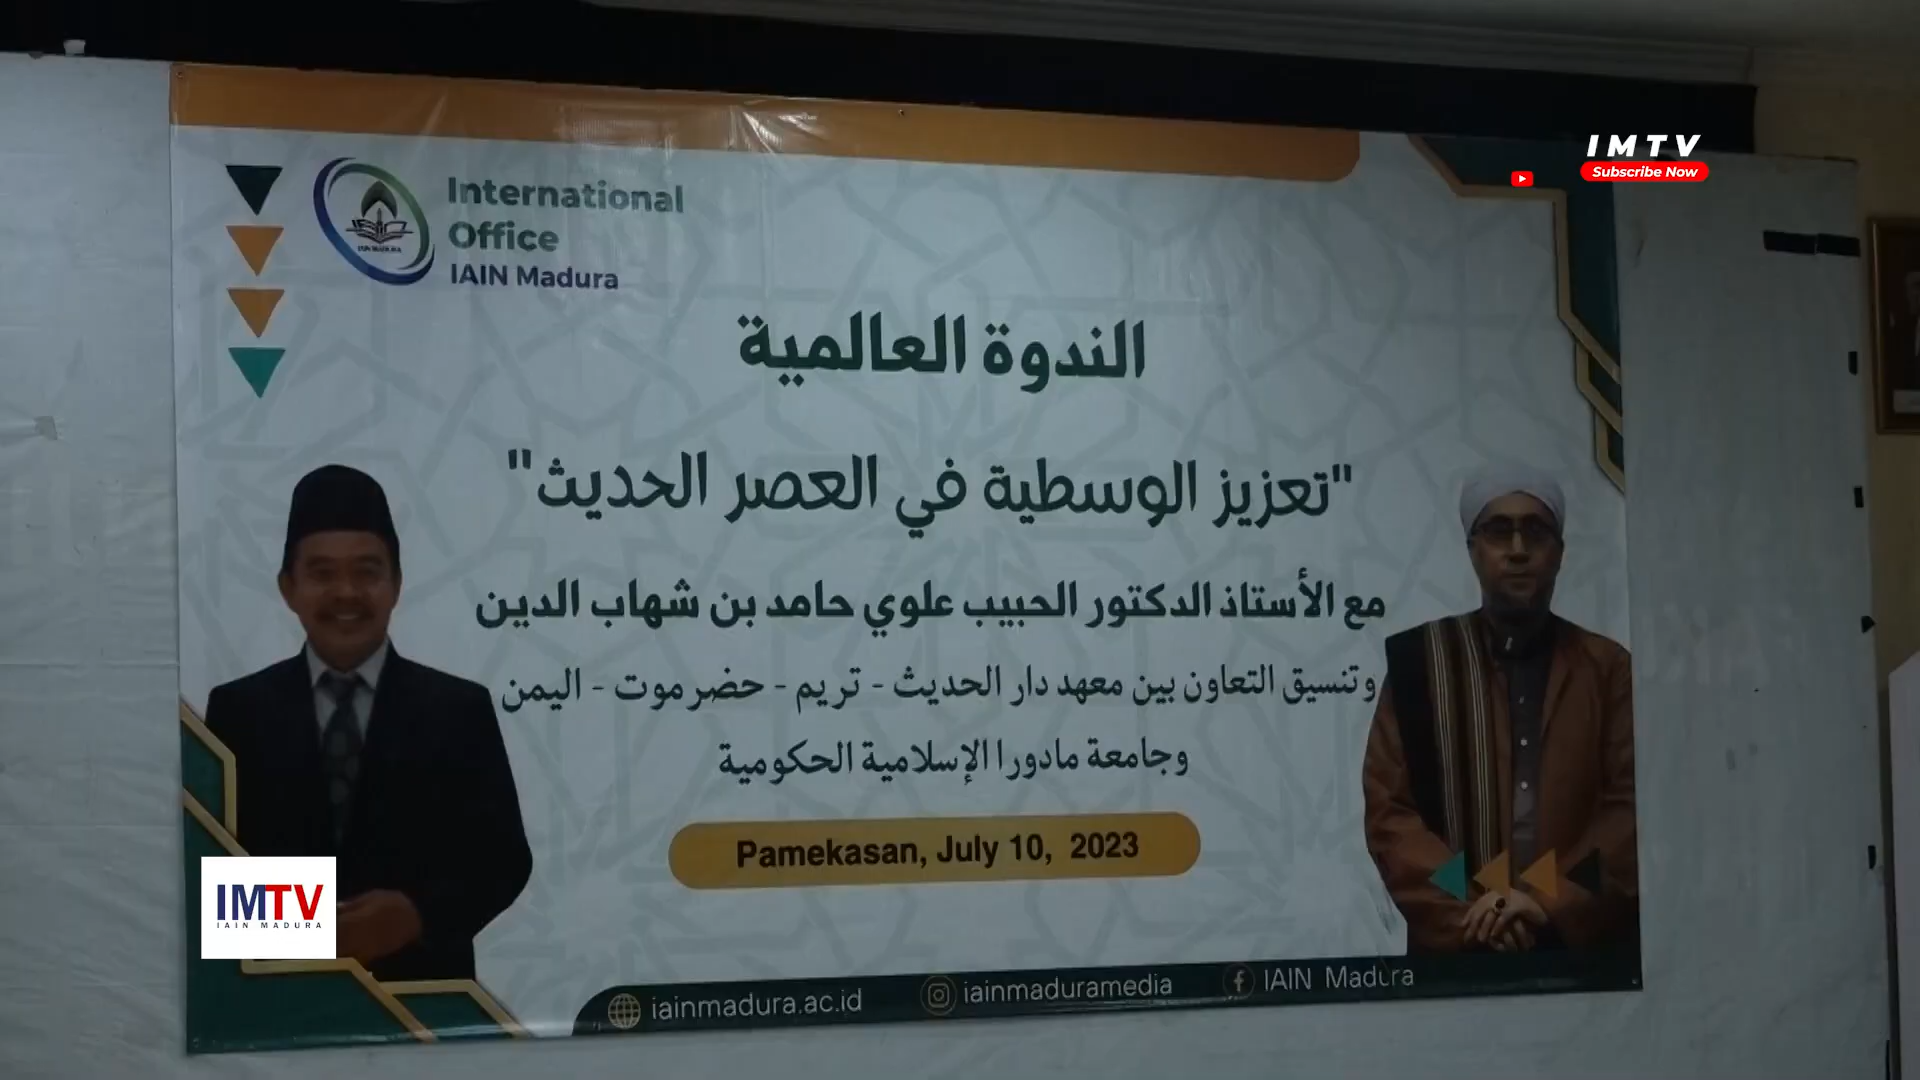 IMTV
Subscribe Now
International
Office
IAIN Madura
IAIN MADURA
الندوة العالمية
"تعزيز الوسطية في العصر الحديث"
مع الأستاذ الدكتور الحبيب علوي حامد بن شهاب الدين
وتنسيق التعاون بين معهد دار الحديث - تريم - حضرموت - اليمن
وجامعة مادورا الإسلامية الحكومية
Pamekasan, July 10, 2023
IMTV
IAIN MADURA
iainmadura.ac.id
iainmaduramedia
IAIN Madura